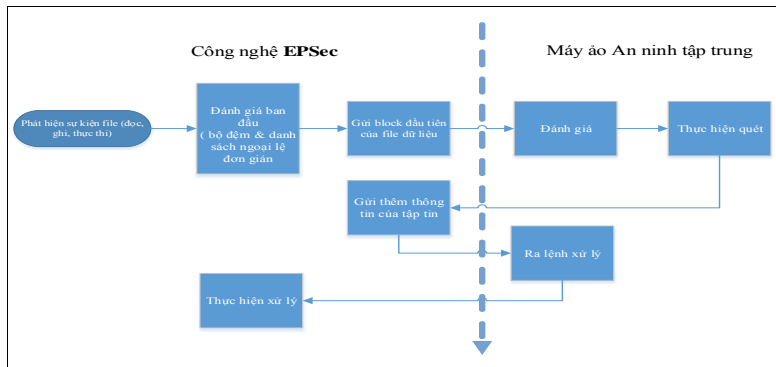 Công nghệ EPSec
Máy ảo An ninh tập trung
Phát hiện sự kiện file (đọc,
ghi, thực thi)
Đánh giá ban
đầu
( bộ đệm & danh
sách ngoại lệ
đơn giản
Gửi block đầu tiên
của file dữ liệu
Đánh giá
Thực hiện quét
Gửi thêm thông
tin của tập tin
Ra lệnh xử lý
Thực hiện xử lý